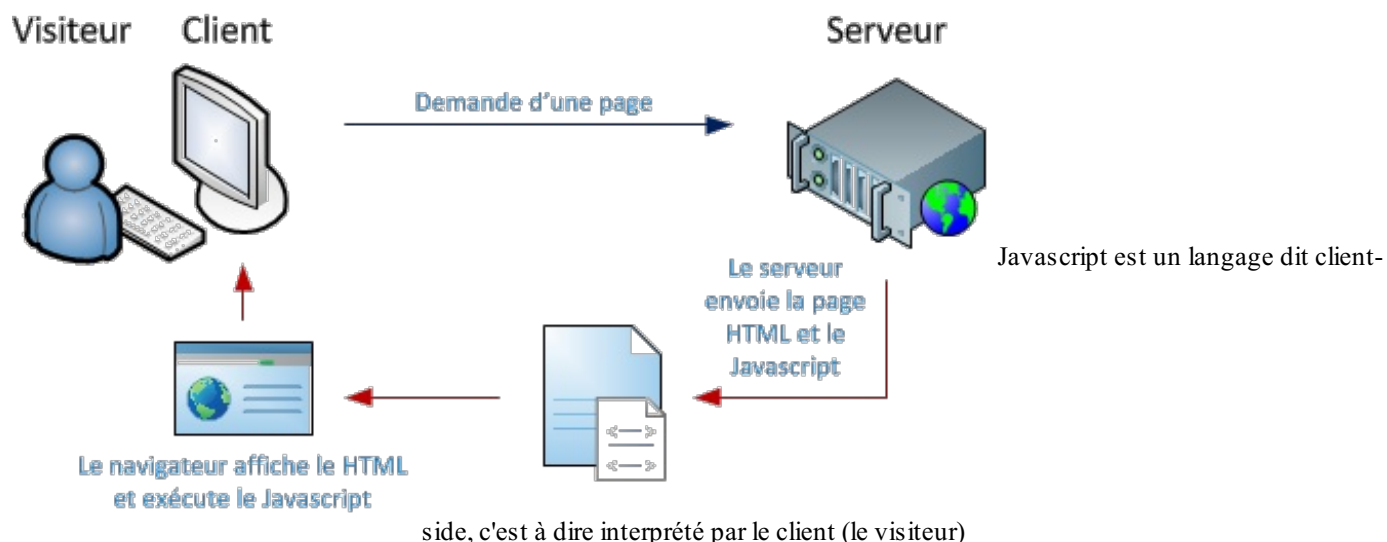 Visiteur Client Serveur
Demande d'une page
Le serveur
envoie la page
HTML et le
Javascript
Le navigateur affiche le HTML
et exécute le Javascript
Javascript est un langage dit client-
side, c'est à dire interprété par le client (le visiteur)